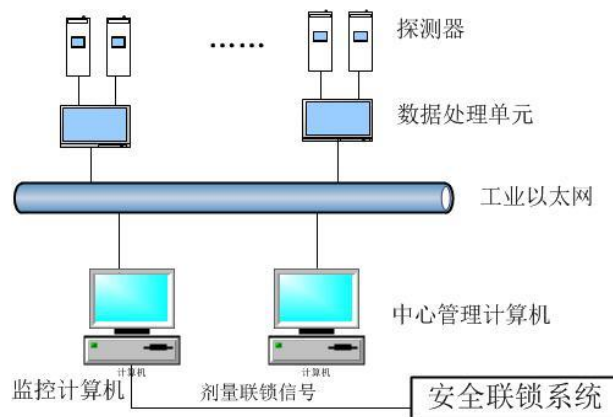 探测器
……
数据处理单元
工业以太网
中心管理计算机
计算机
计算机
监控计算机
剂量联锁信号
安全联锁系统